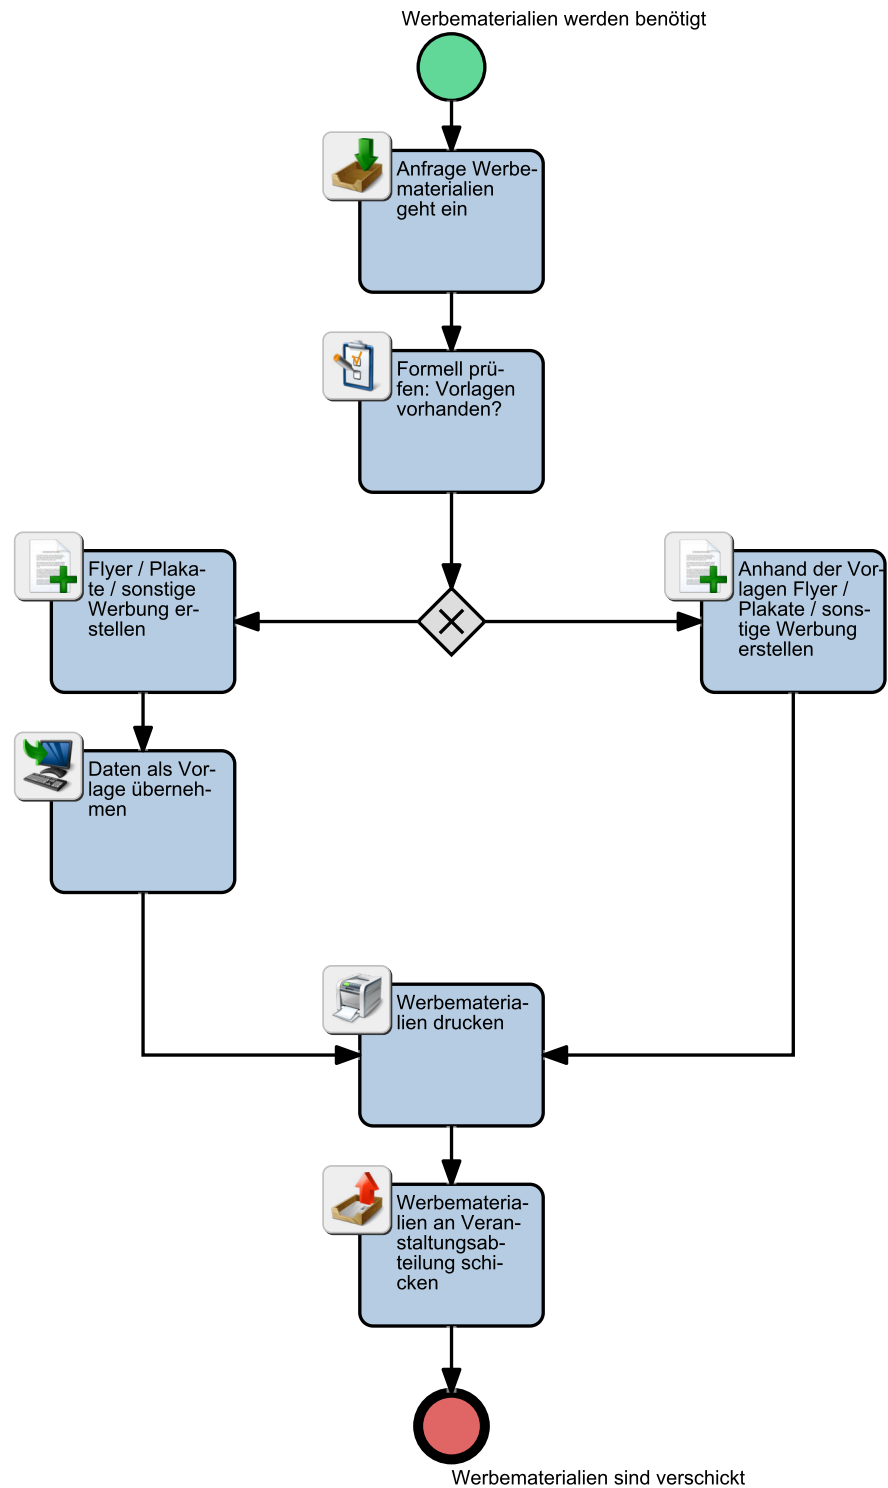 Werbematerialien werden benötigt
Anfrage Werbe-
materialien
geht ein
Formell prü-
fen: Vorlagen
vorhanden?
Flyer / Plaka-
te / sonstige
Werbung er-
stellen
Anhand der Vor-
lagen Flyer /
Plakate / sons-
tige Werbung
erstellen
Daten als Vor-
lage überneh-
men
Werbemateria-
lien drucken
Werbemateria-
lien an Veran-
staltungsab-
teilung schi-
cken
Werbematerialien sind verschickt